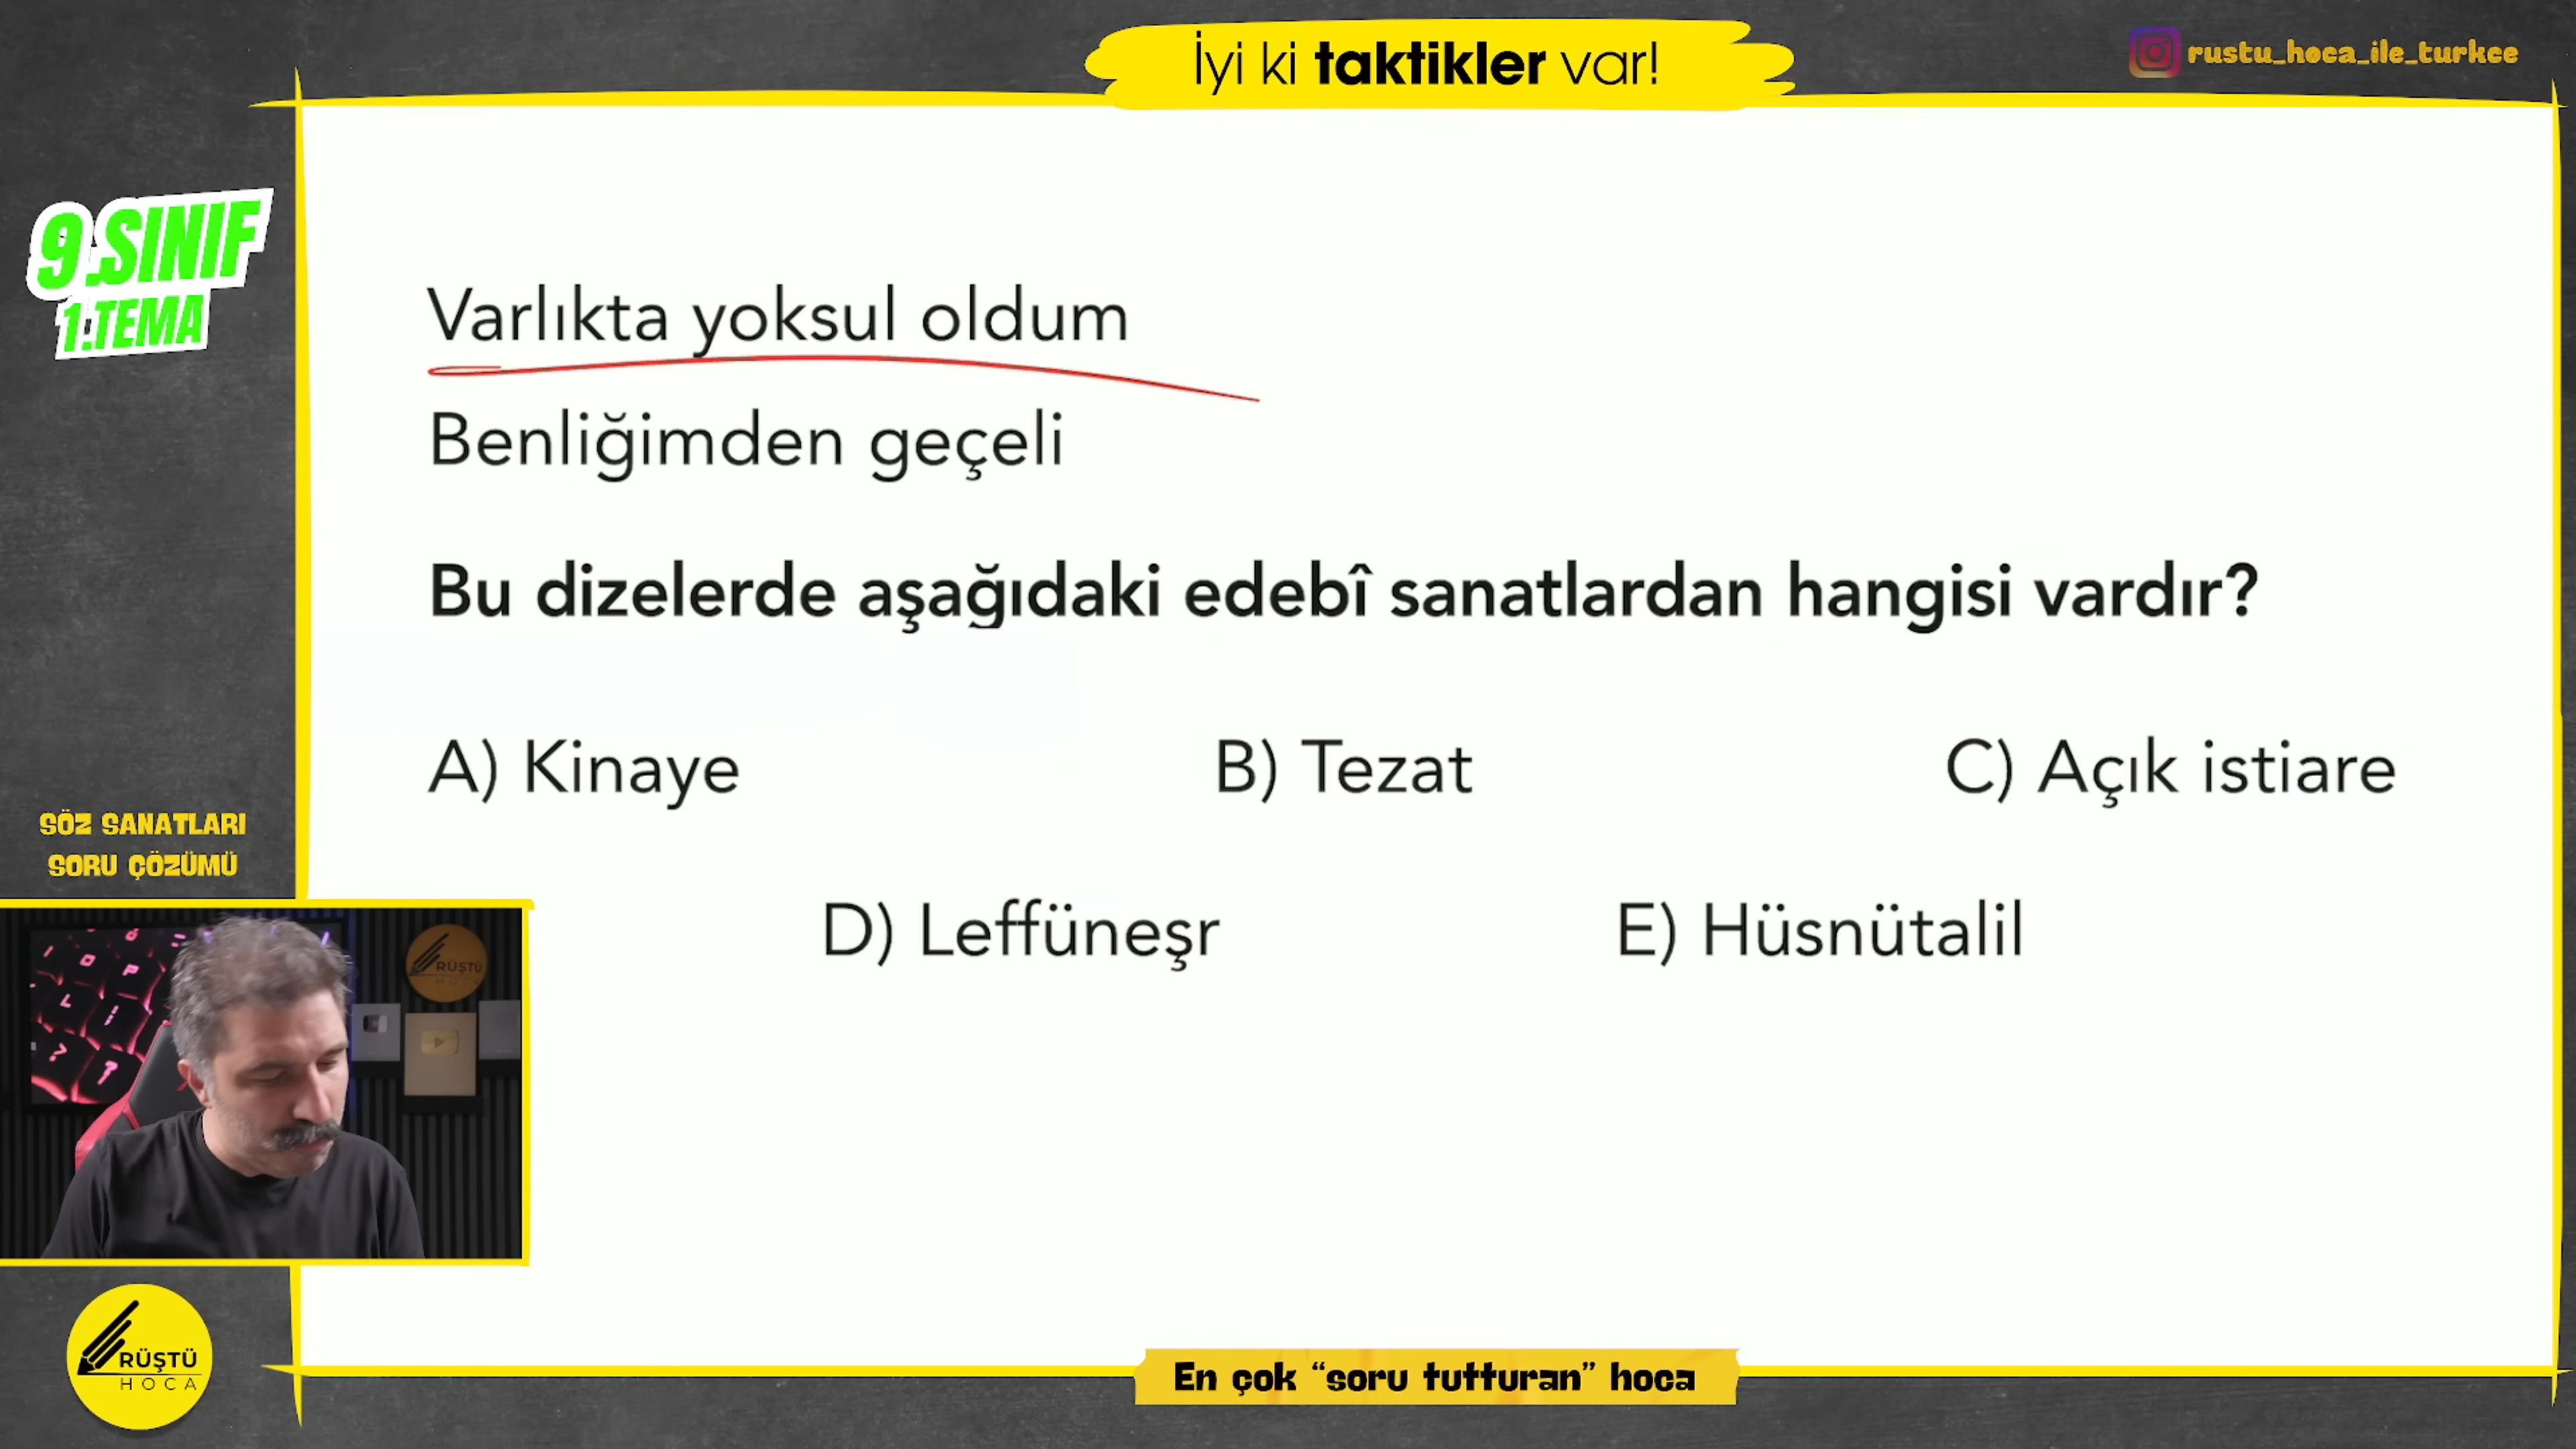 İyi ki taktikler var!
rustu_hoca_ile_turkce
9.SINIF
1.TEMA
Varlıkta yoksul oldum
Benliğimden geçeli
Bu dizelerde aşağıdaki edebî sanatlardan hangisi vardır?
A) Kinaye B) Tezat C) Açık istiare
D) Leffüneşr E) Hüsnütalil
SÖZ SANATLARI
SORU ÇÖZÜMÜ
RÜŞTÜ
HOCA
RÜŞTÜ
HOCA
En çok “soru tutturan” hoca